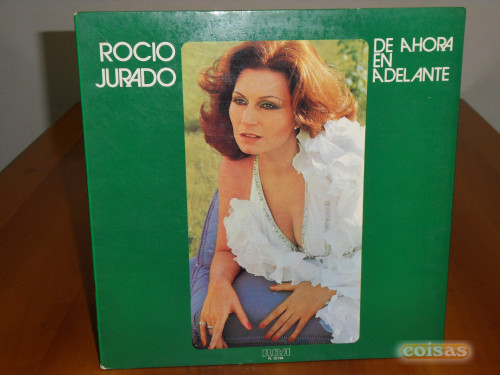 ROCIO
JURADO
DE AHORA
EN
ADELANTE
RCA
coisas